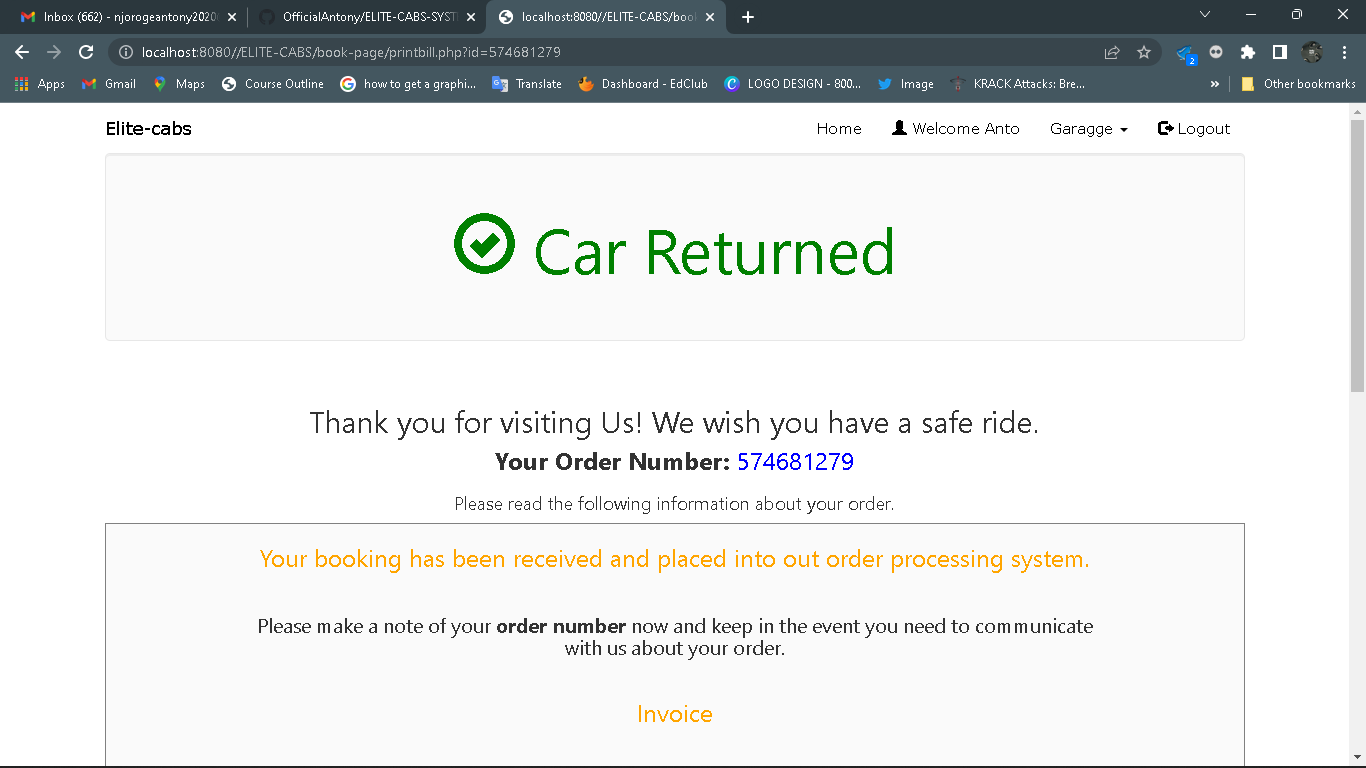 Inbox (662) - njorogeantony2020
OfficialAntony/ELITE-CABS-SYST
localhost:8080//ELITE-CABS/boo
localhost:8080//ELITE-CABS/book-page/printbill.php?id=574681279
2
Apps Gmail Maps Course Outline how to get a graphi... Translate Dashboard - EdClub LOGO DESIGN - 800... Image KRACK Attacks: Bre... » Other bookmarks
Elite-cabs Home Welcome Anto Garagge Logout
Car Returned
Thank you for visiting Us! We wish you have a safe ride.
Your Order Number: 574681279
Please read the following information about your order.
Your booking has been received and placed into out order processing system.
Please make a note of your order number now and keep in the event you need to communicate
with us about your order.
Invoice